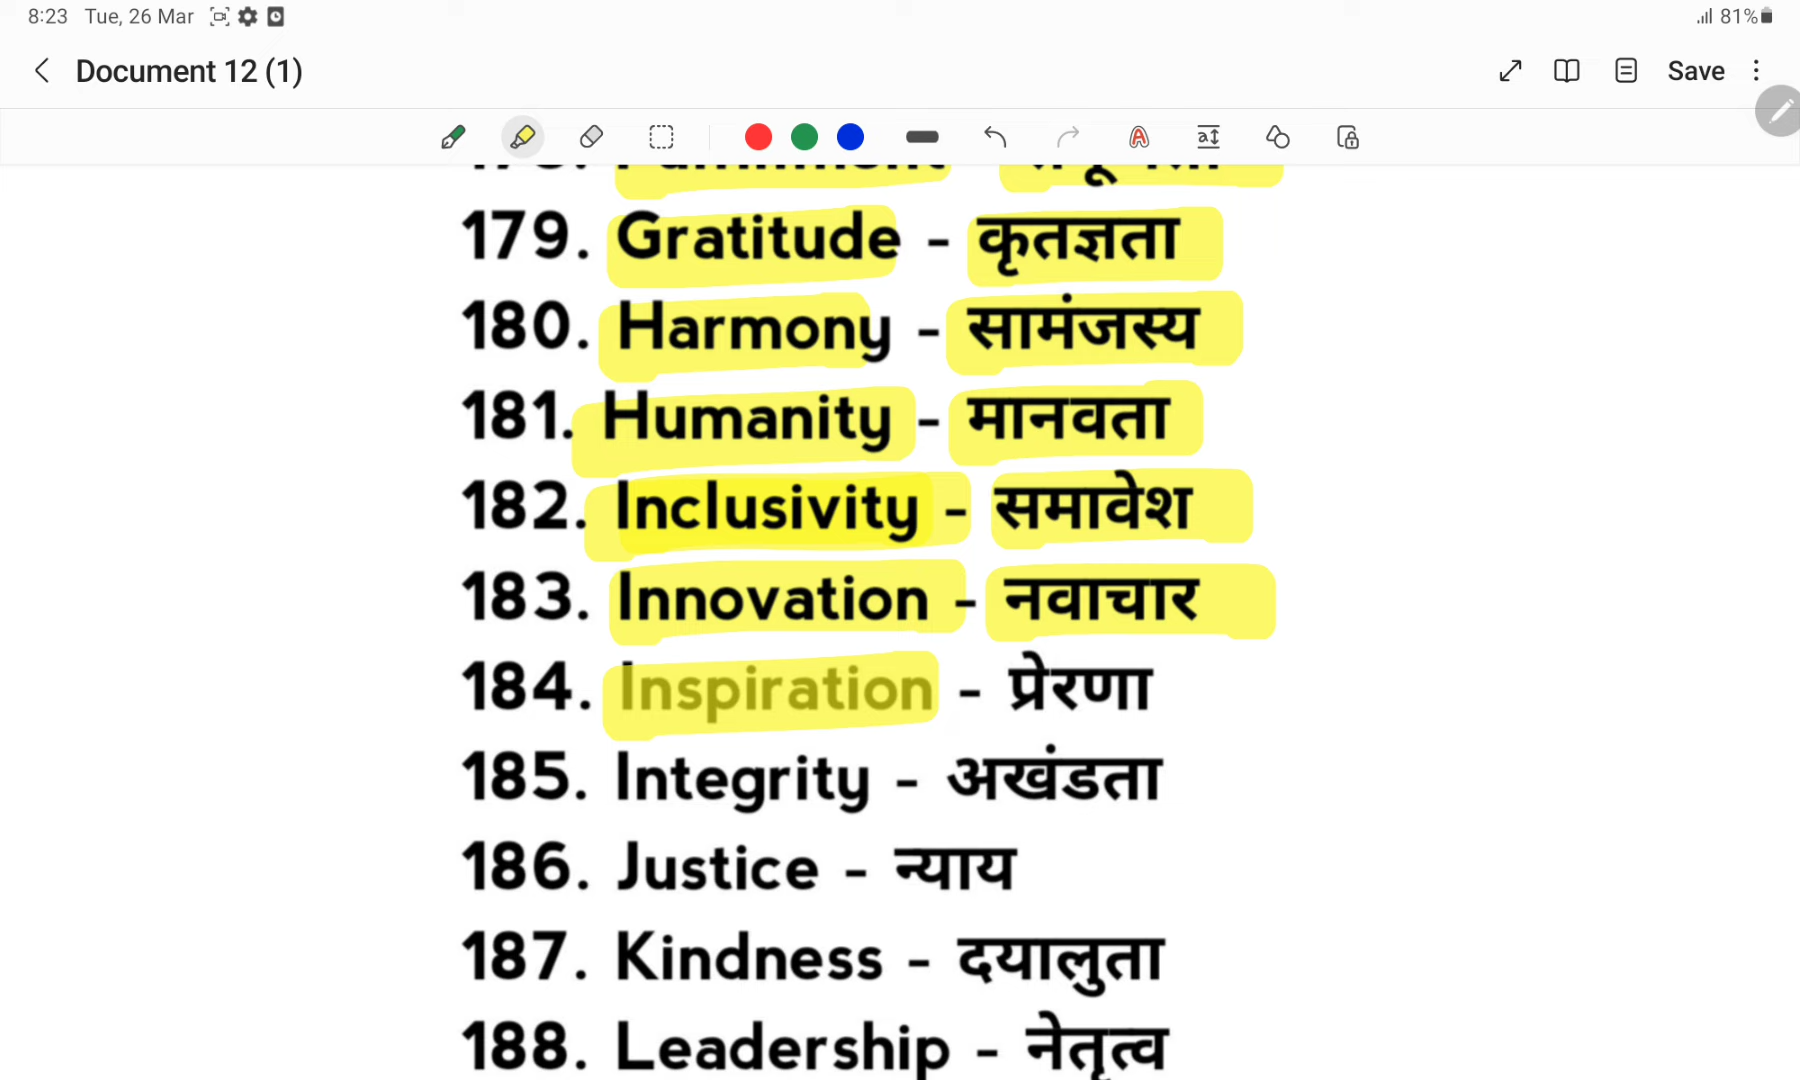 8:23 Tue, 26 Mar 81%
Document 12 (1) Save
179. Gratitude - कृतज्ञता
180. Harmony - सामंजस्य
181. Humanity - मानवता
182. Inclusivity - समावेश
183. Innovation - नवाचार
184. Inspiration - प्रेरणा
185. Integrity - अखंडता
186. Justice - न्याय
187. Kindness - दयालुता
188. Leadership - नेतृत्व